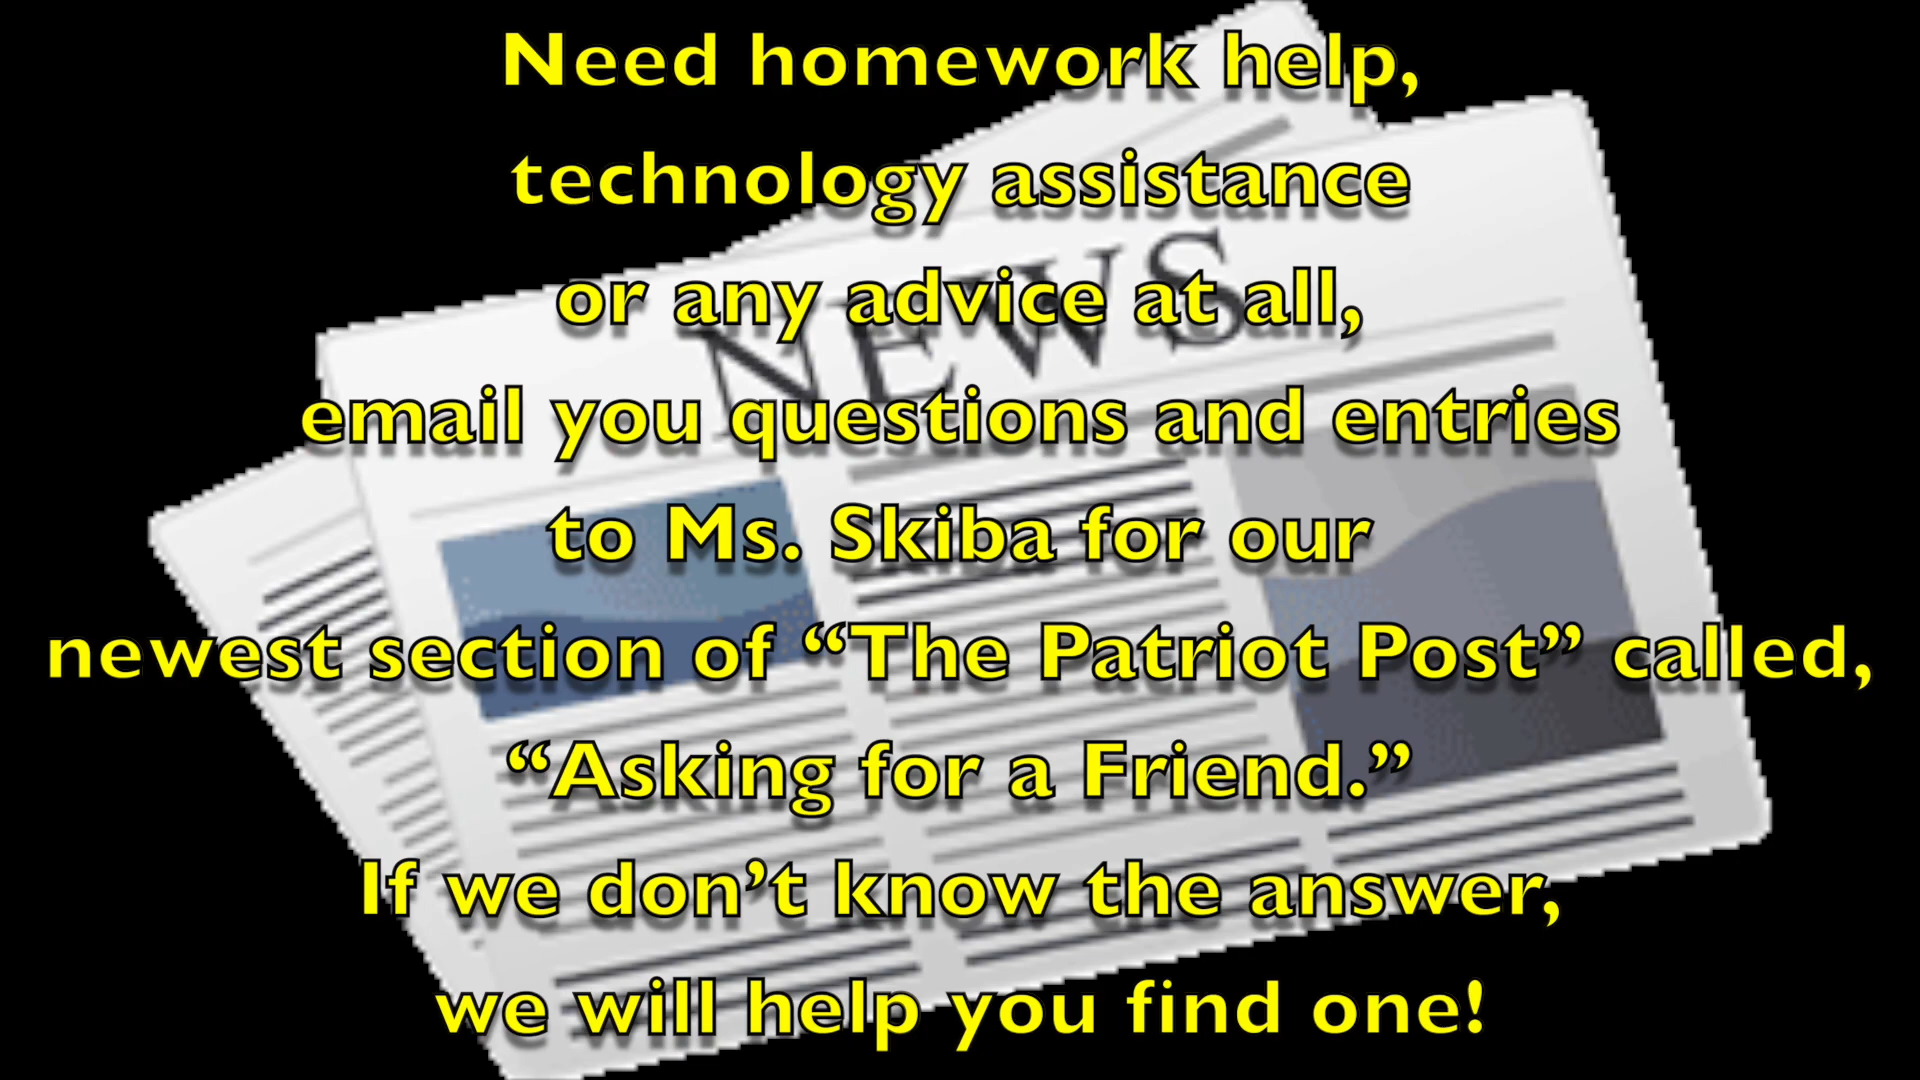 Need homework help,
technology assistance
or any advice at all,
email you questions and entries
to Ms. Skiba for our
newest section of “The Patriot Post” called,
“Asking for a Friend.”
If we don’t know the answer,
we will help you find one!
NEWS